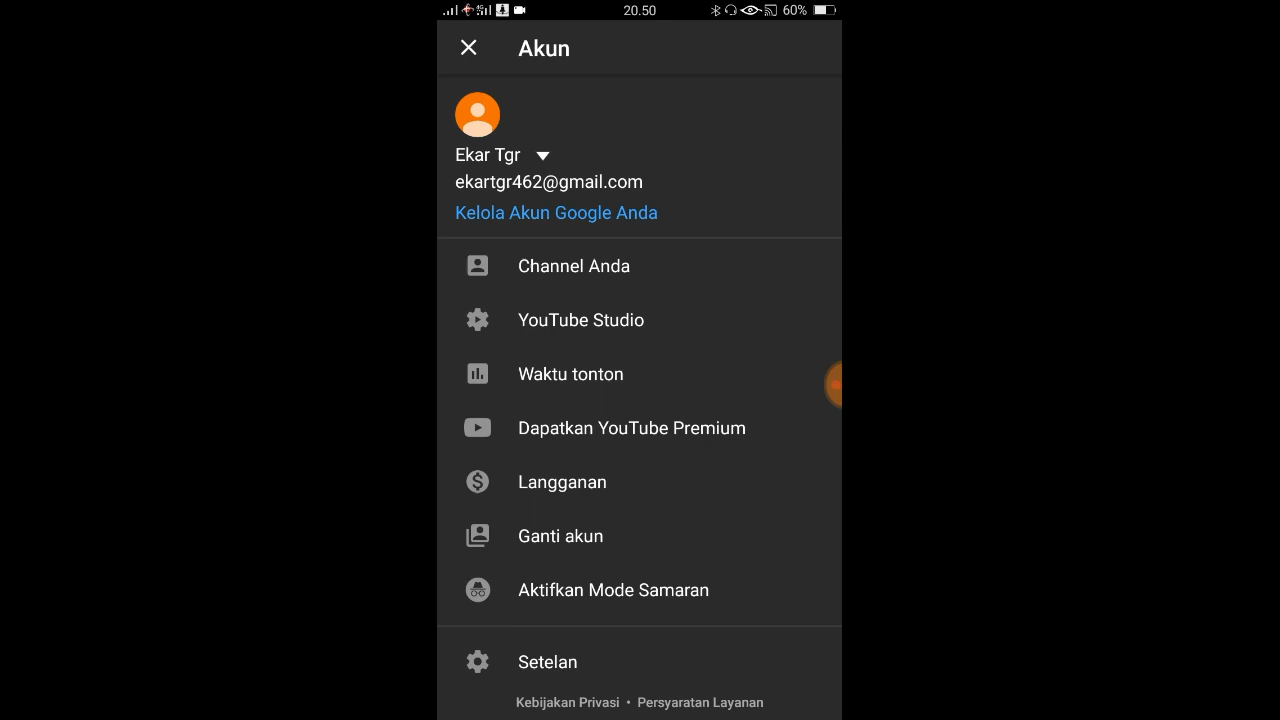 20.50 60%
Akun
Ekar Tgr
ekartgr462@gmail.com
Kelola Akun Google Anda
Channel Anda
YouTube Studio
Waktu tonton
Dapatkan YouTube Premium
Langganan
Ganti akun
Aktifkan Mode Samaran
Setelan
Kebijakan Privasi • Persyaratan Layanan